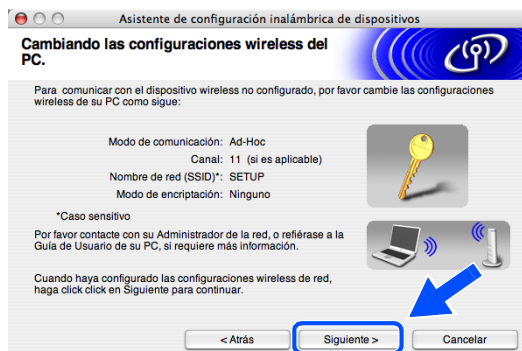 Asistente de configuración inalámbrica de dispositivos
Cambiando las configuraciones wireless del
PC.
Para comunicar con el dispositivo wireless no configurado, por favor cambie las configuraciones
wireless de su PC como sigue:
Modo de comunicación: Ad-Hoc
Canal: 11 (si es aplicable)
Nombre de red (SSID)*: SETUP
Modo de encriptación: Ninguno
*Caso sensitivo
Por favor contacte con su Administrador de la red, o refiérase a la
Guía de Usuario de su PC, si requiere más información.
Cuando haya configurado las configuraciones wireless de red,
haga click click en Siguiente para continuar.
< Atrás
Siguiente >
Cancelar